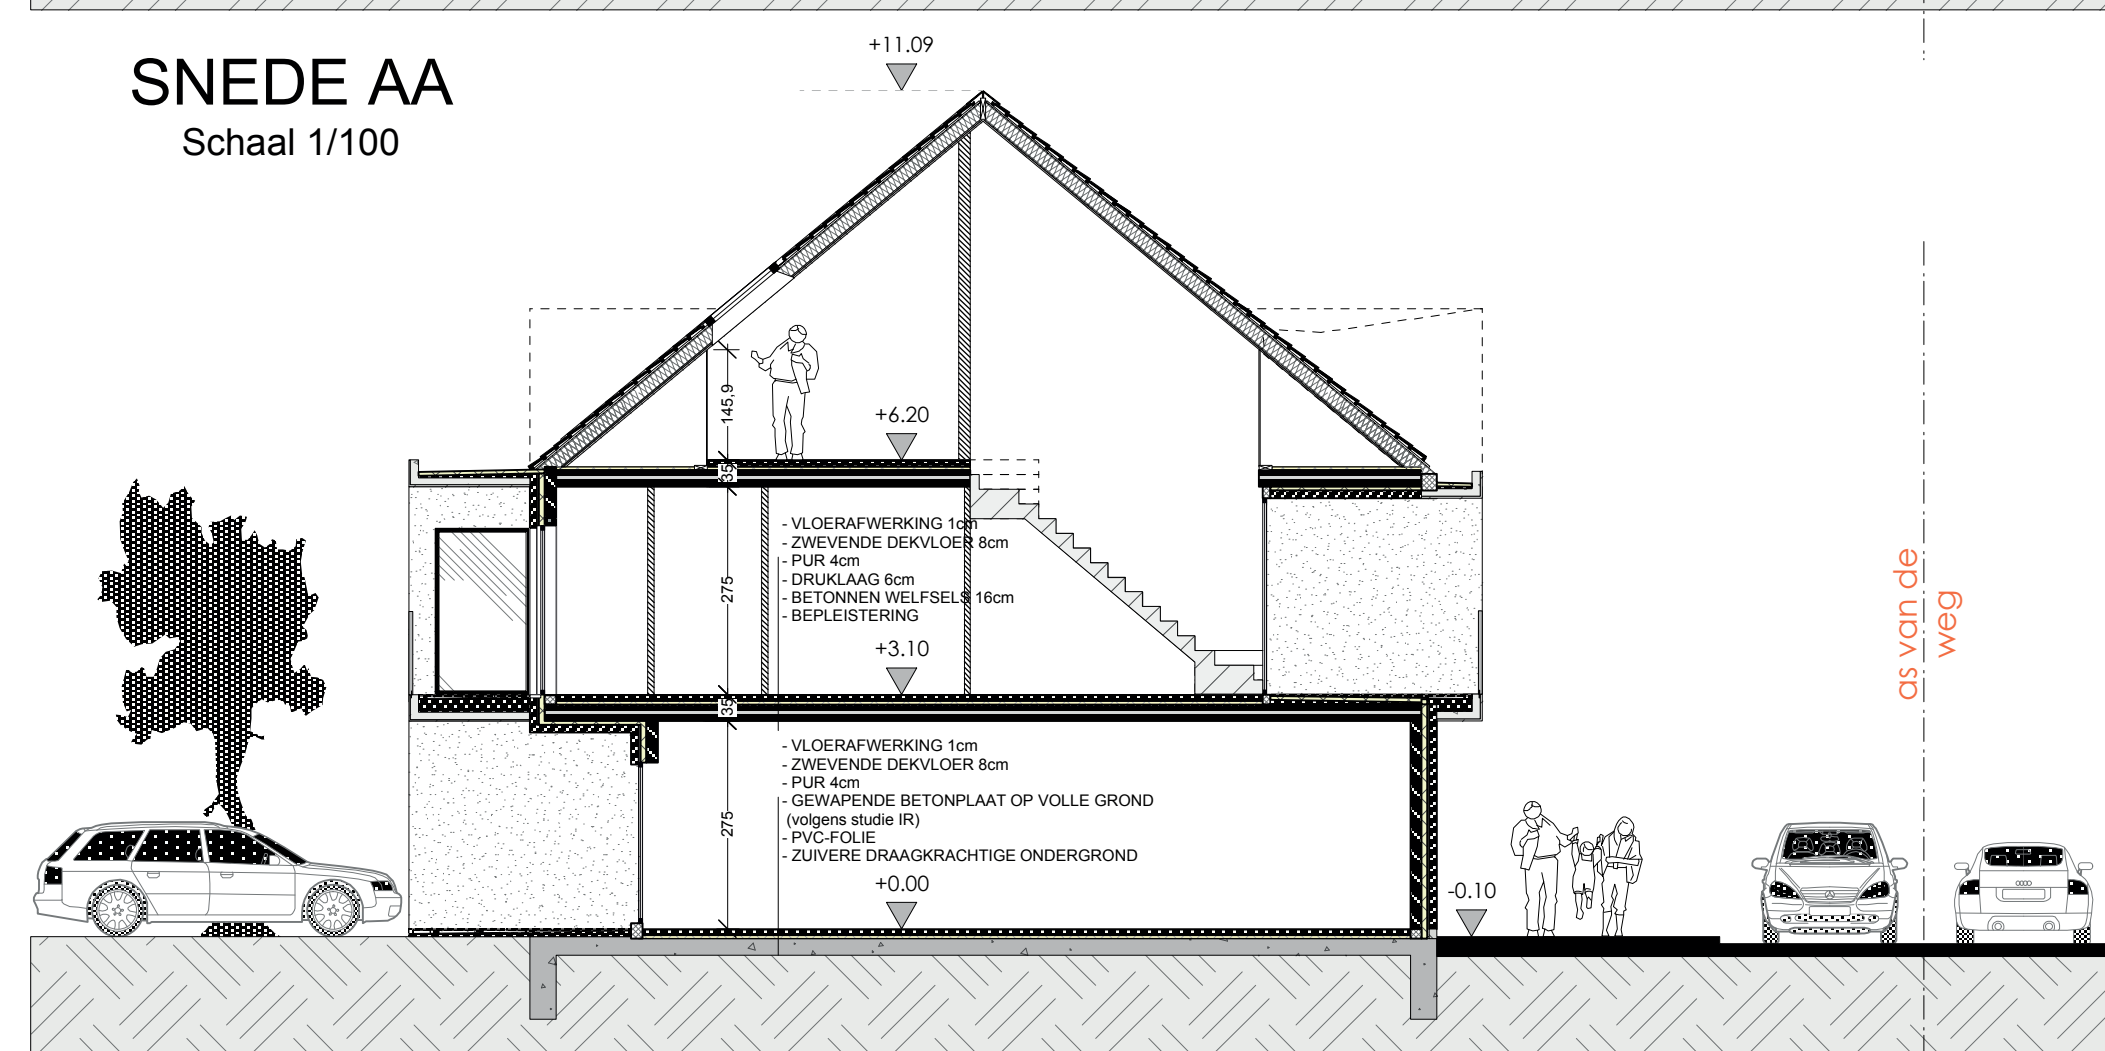 SNEDE AA
Schaal 1/100
+11.09
145,9
+6.20
35
- VLOERAFWERKING 1cm
- ZWEVENDE DEKVLOER 8cm
- PUR 4cm
- DRUKLAAG 6cm
- BETONNEN WELFSELS 16cm
- BEPLEISTERING
275
+3.10
as van de
weg
35
- VLOERAFWERKING 1cm
- ZWEVENDE DEKVLOER 8cm
- PUR 4cm
- GEWAPENDE BETONPLAAT OP VOLLE GROND
(volgens studie IR)
- PVC-FOLIE
- ZUIVERE DRAAGKRACHTIGE ONDERGROND
275
+0.00
-0.10